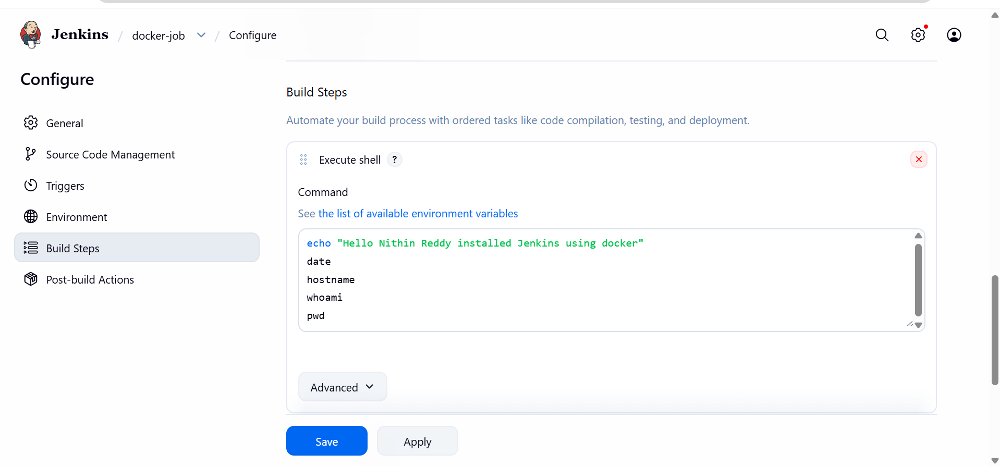 Jenkins / docker-job / Configure
Configure
General
Source Code Management
Triggers
Environment
Build Steps
Post-build Actions
Build Steps
Automate your build process with ordered tasks like code compilation, testing, and deployment.
Execute shell ?
Command
See the list of available environment variables
echo "Hello Nithin Reddy installed Jenkins using docker"
date
hostname
whoami
pwd
Advanced
Save
Apply